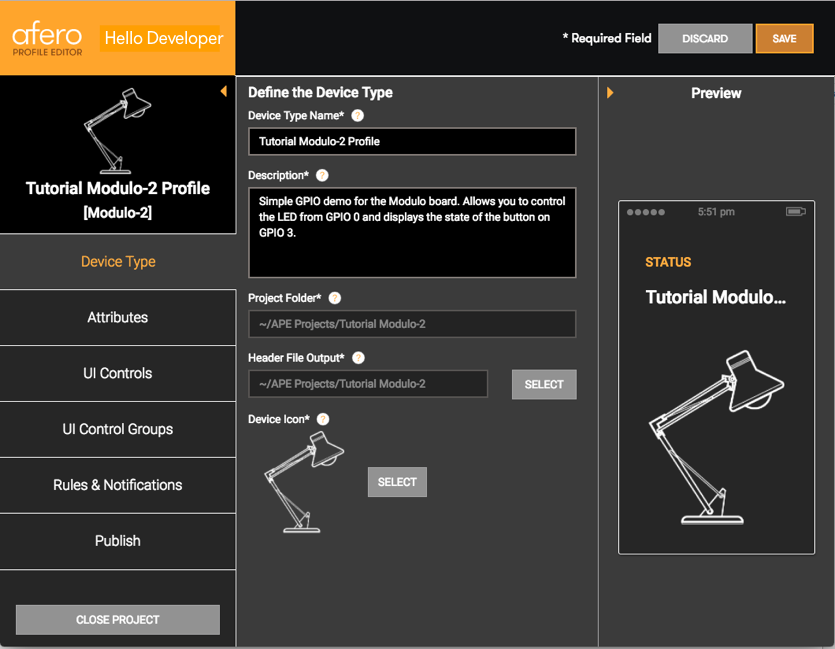 afero
PROFILE EDITOR
Hello Developer
* Required Field
DISCARD
SAVE
Tutorial Modulo-2 Profile
[Modulo-2]
Device Type
Attributes
UI Controls
UI Control Groups
Rules & Notifications
Publish
CLOSE PROJECT
Define the Device Type
Device Type Name* ?
Tutorial Modulo-2 Profile
Description* ?
Simple GPIO demo for the Modulo board. Allows you to control
the LED from GPIO 0 and displays the state of the button on
GPIO 3.
Project Folder* ?
~/APE Projects/Tutorial Modulo-2
Header File Output* ?
~/APE Projects/Tutorial Modulo-2
SELECT
Device Icon* ?
SELECT
Preview
5:51 pm
STATUS
Tutorial Modulo...